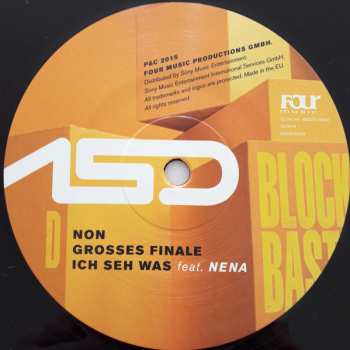 P&C 2015
FOUR MUSIC PRODUCTIONS GMBH.
Distributed by Sony Music Entertainment
Sony Music Entertainment International Services GmbH.
All trademarks and logos are protected. Made in the EU.
All rights reserved
FOUR
MUSIC
ASD
BLOCK
BAST
D
NON
GROSSES FINALE
ICH SEH WAS feat. NENA